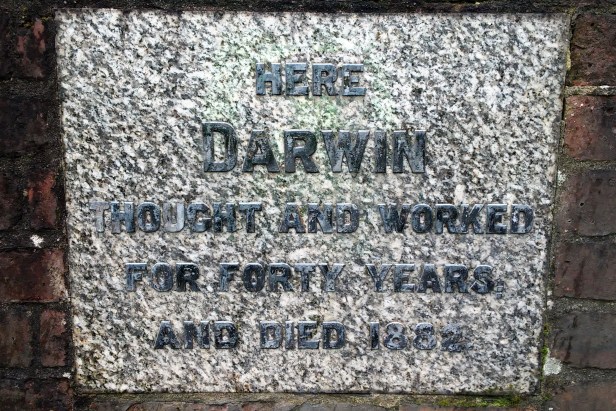 HERE
DARWIN
THOUGHT AND WORKED
FOR FORTY YEARS.
AND DIED 1882.